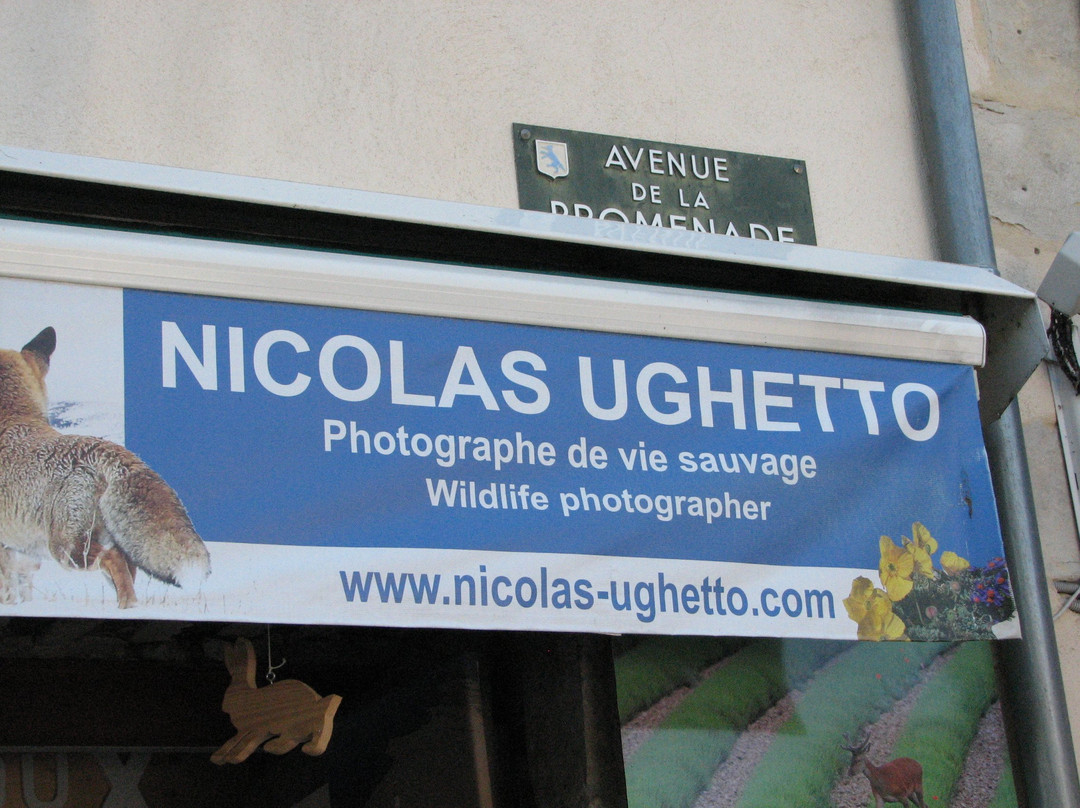 AVENUE
DE LA
PROMENADE
NICOLAS UGHETTO
Photographe de vie sauvage
Wildlife photographer
www.nicolas-ughetto.com